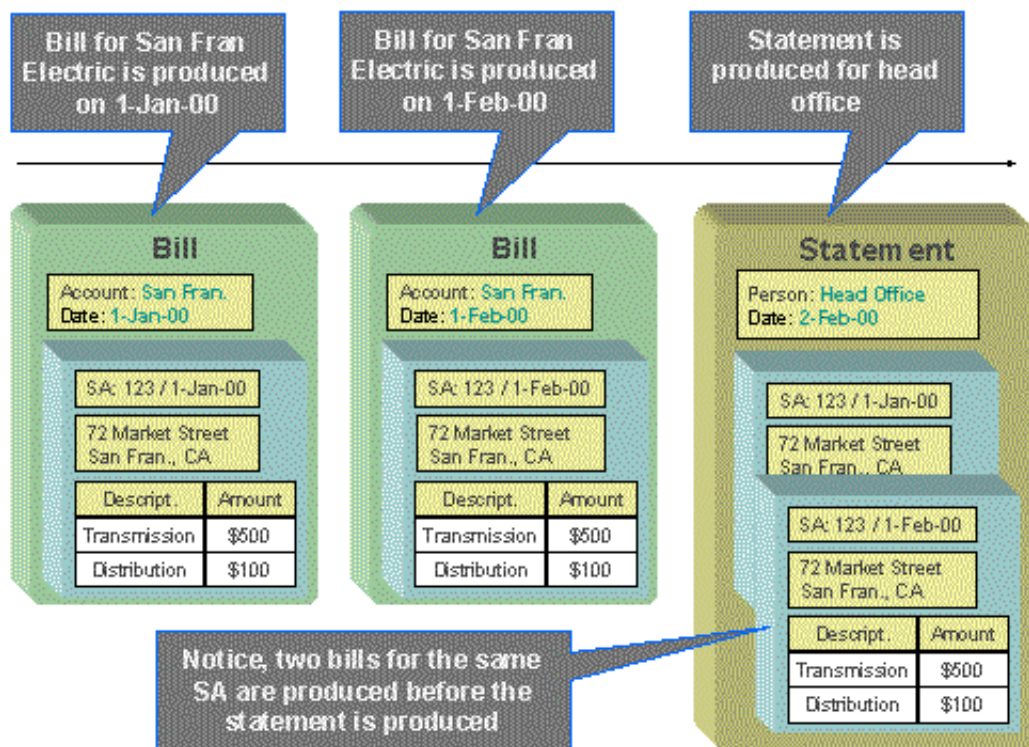 Bill for San Fran
Electric is produced
on 1-Jan-00
Bill for San Fran
Electric is produced
on 1-Feb-00
Statement is
produced for head
office
Bill
Account: San Fran.
Date: 1-Jan-00
SA: 123 / 1-Jan-00
72 Market Street
San Fran., CA
Descript. Amount
Transmission $500
Distribution $100
Bill
Account: San Fran.
Date: 1-Feb-00
SA: 123 / 1-Feb-00
72 Market Street
San Fran., CA
Descript. Amount
Transmission $500
Distribution $100
Statement
Person: Head Office
Date: 2-Feb-00
SA: 123 / 1-Jan-00
72 Market Street
San Fran., CA
SA: 123 / 1-Feb-00
72 Market Street
San Fran., CA
Descript. Amount
Transmission $500
Distribution $100
Notice, two bills for the same
SA are produced before the
statement is produced